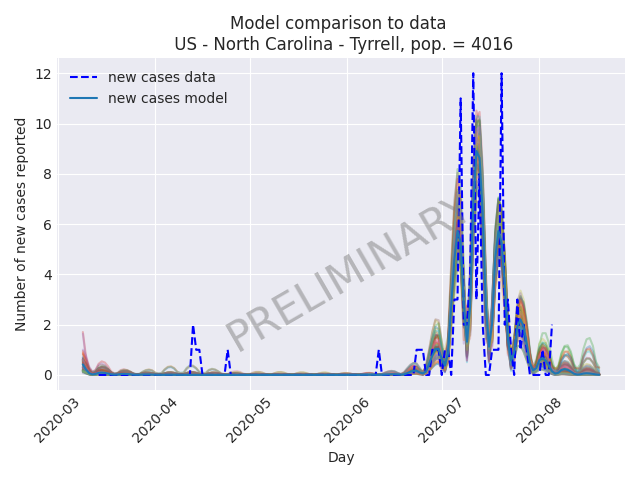 Model comparison to data
US - North Carolina - Tyrrell, pop. = 4016
new cases data
new cases model
Number of new cases reported
12
10
8
6
4
2
0
PRELIMINARY
2020-03
2020-04
2020-05
2020-06
2020-07
2020-08
Day